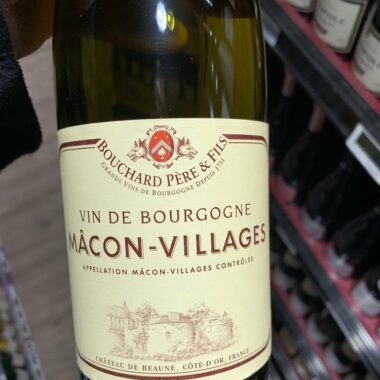 BOUCHARD PÈRE & FILS
GRANDS VINS DE BOURGOGNE DEPUIS 1731
VIN DE BOURGOGNE
MÂCON-VILLAGES
APPELLATION MÂCON-VILLAGES CONTRÔLÉE
CHÂTEAU DE BEAUNE, CÔTE-D'OR, FRANCE